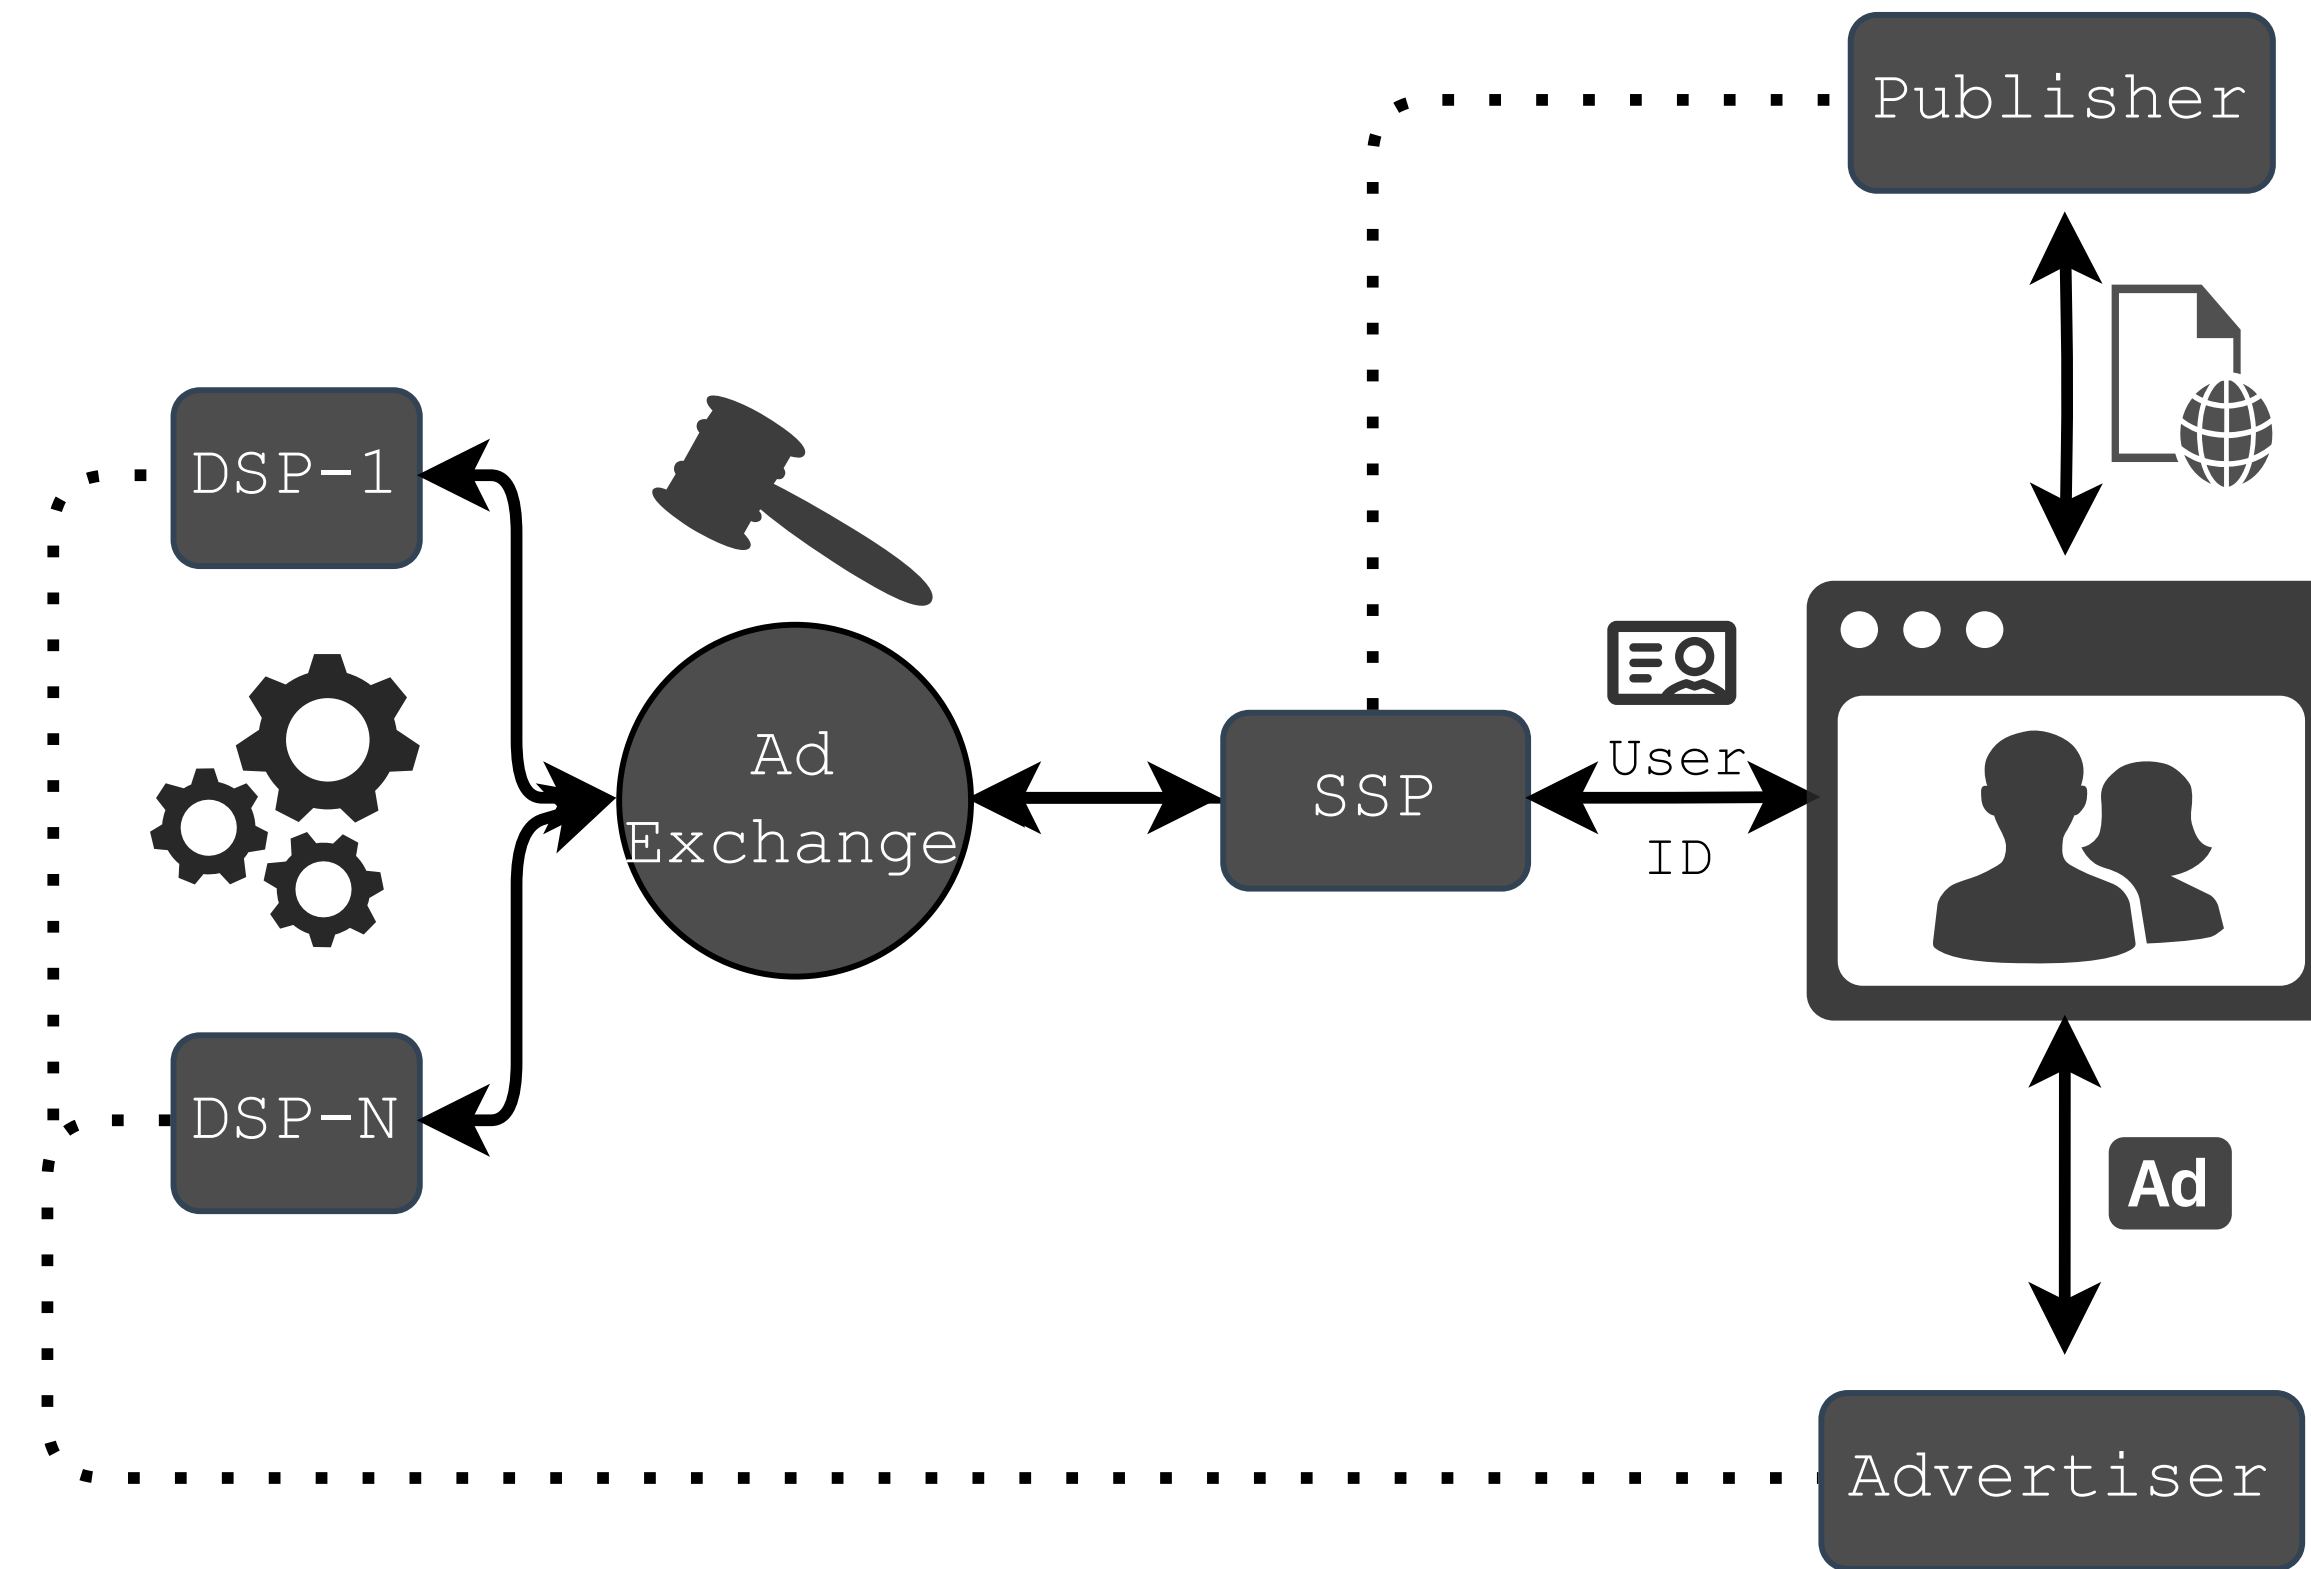 Publisher
DSP-1
Ad
Exchange
SSP
User
ID
DSP-N
Ad
Advertiser